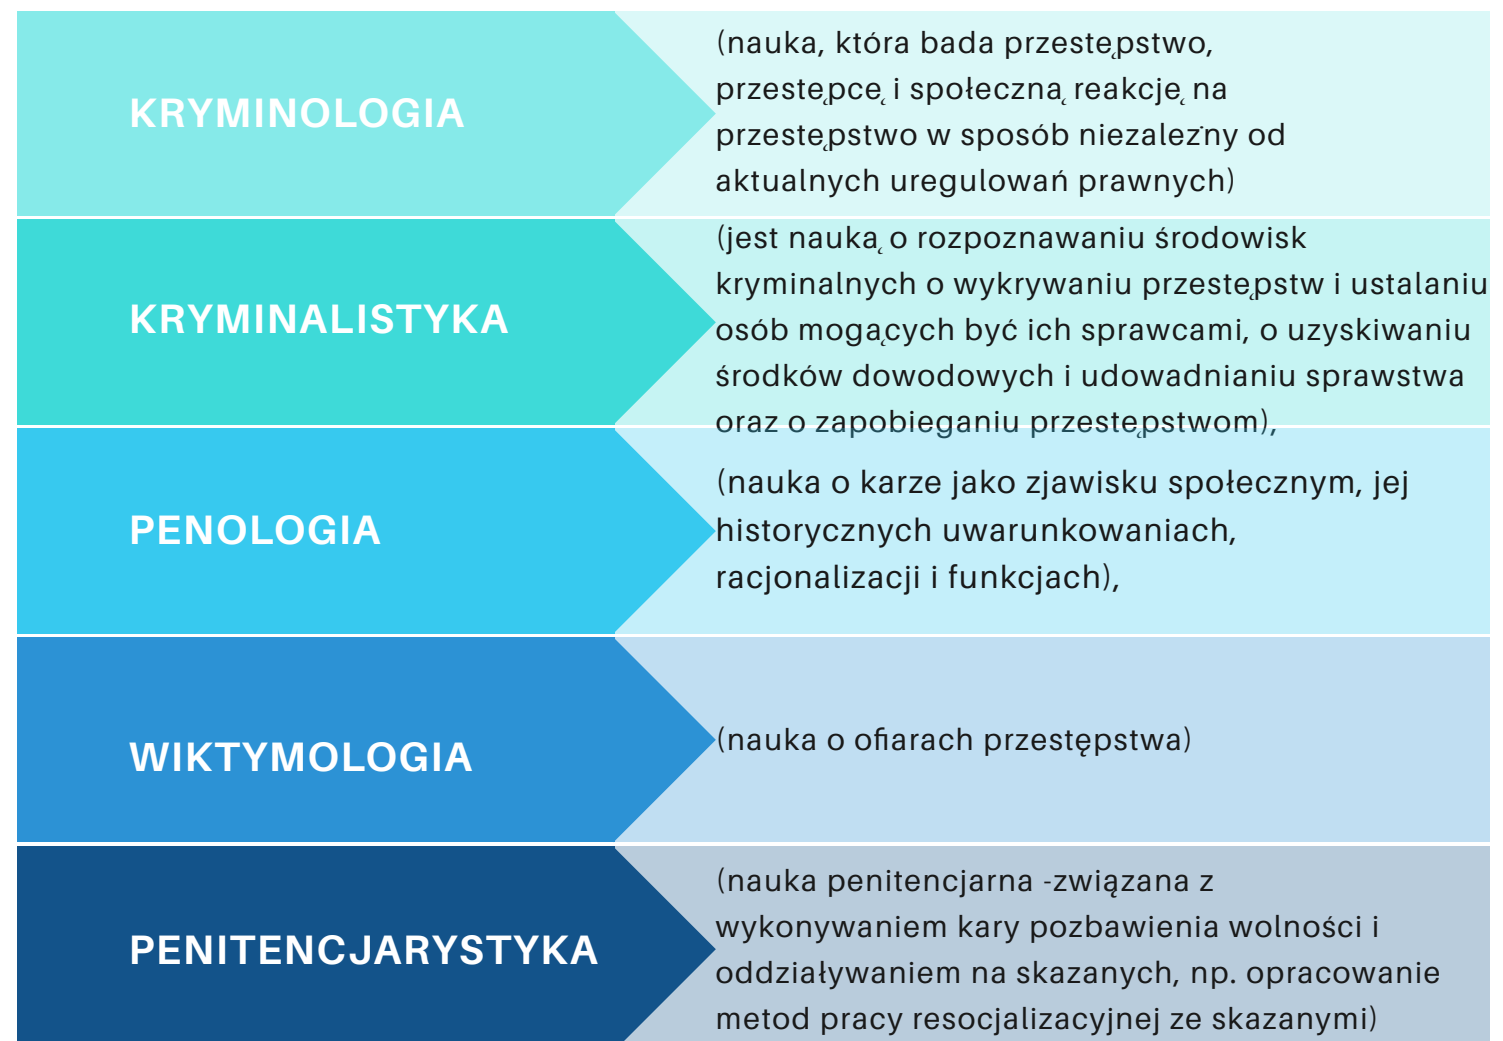 KRYMINOLOGIA
(nauka, która bada przestępstwo,
przestępcę i społeczną reakcję na
przestępstwo w sposób niezależny od
aktualnych uregulowań prawnych)
KRYMINALISTYKA
(jest nauką o rozpoznawaniu środowisk
kryminalnych o wykrywaniu przestępstw i ustalaniu
osób mogących być ich sprawcami, o uzyskiwaniu
środków dowodowych i udowadnianiu sprawstwa
oraz o zapobieganiu przestępstwom),
PENOLOGIA
(nauka o karze jako zjawisku społecznym, jej
historycznych uwarunkowaniach,
racjonalizacji i funkcjach),
WIKTYMOLOGIA
(nauka o ofiarach przestępstwa)
PENITENCJARYSTYKA
(nauka penitencjarna -związana z
wykonywaniem kary pozbawienia wolności i
oddziaływaniem na skazanych, np. opracowanie
metod pracy resocjalizacyjnej ze skazanymi)